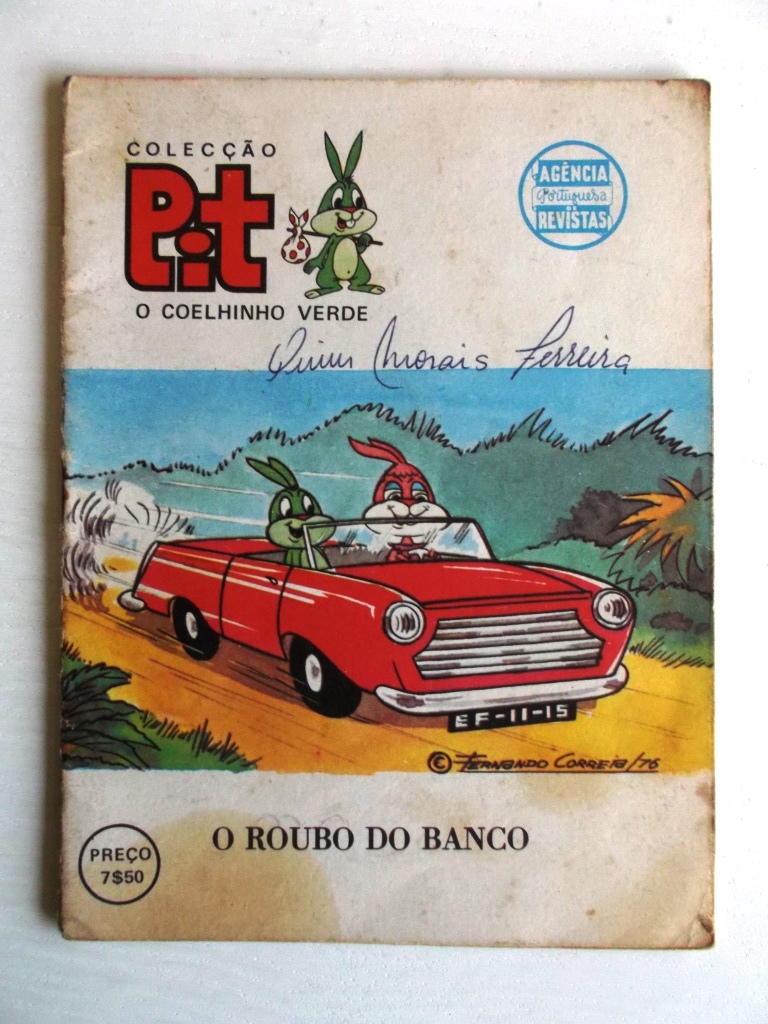 COLECÇÃO
Pit
O COELHINHO VERDE
AGÊNCIA
Portuguesa
DE
REVISTAS
Morais Ferreira
EF-11-15
© FERNANDO CORREIA/76
O ROUBO DO BANCO
PREÇO
7$50